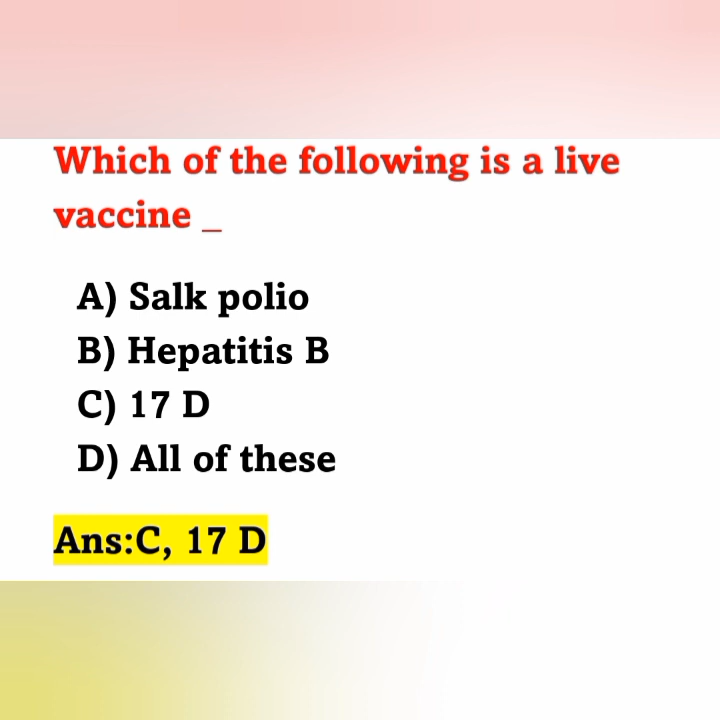 Which of the following is a live
vaccine _
A) Salk polio
B) Hepatitis B
C) 17 D
D) All of these
Ans:C, 17 D